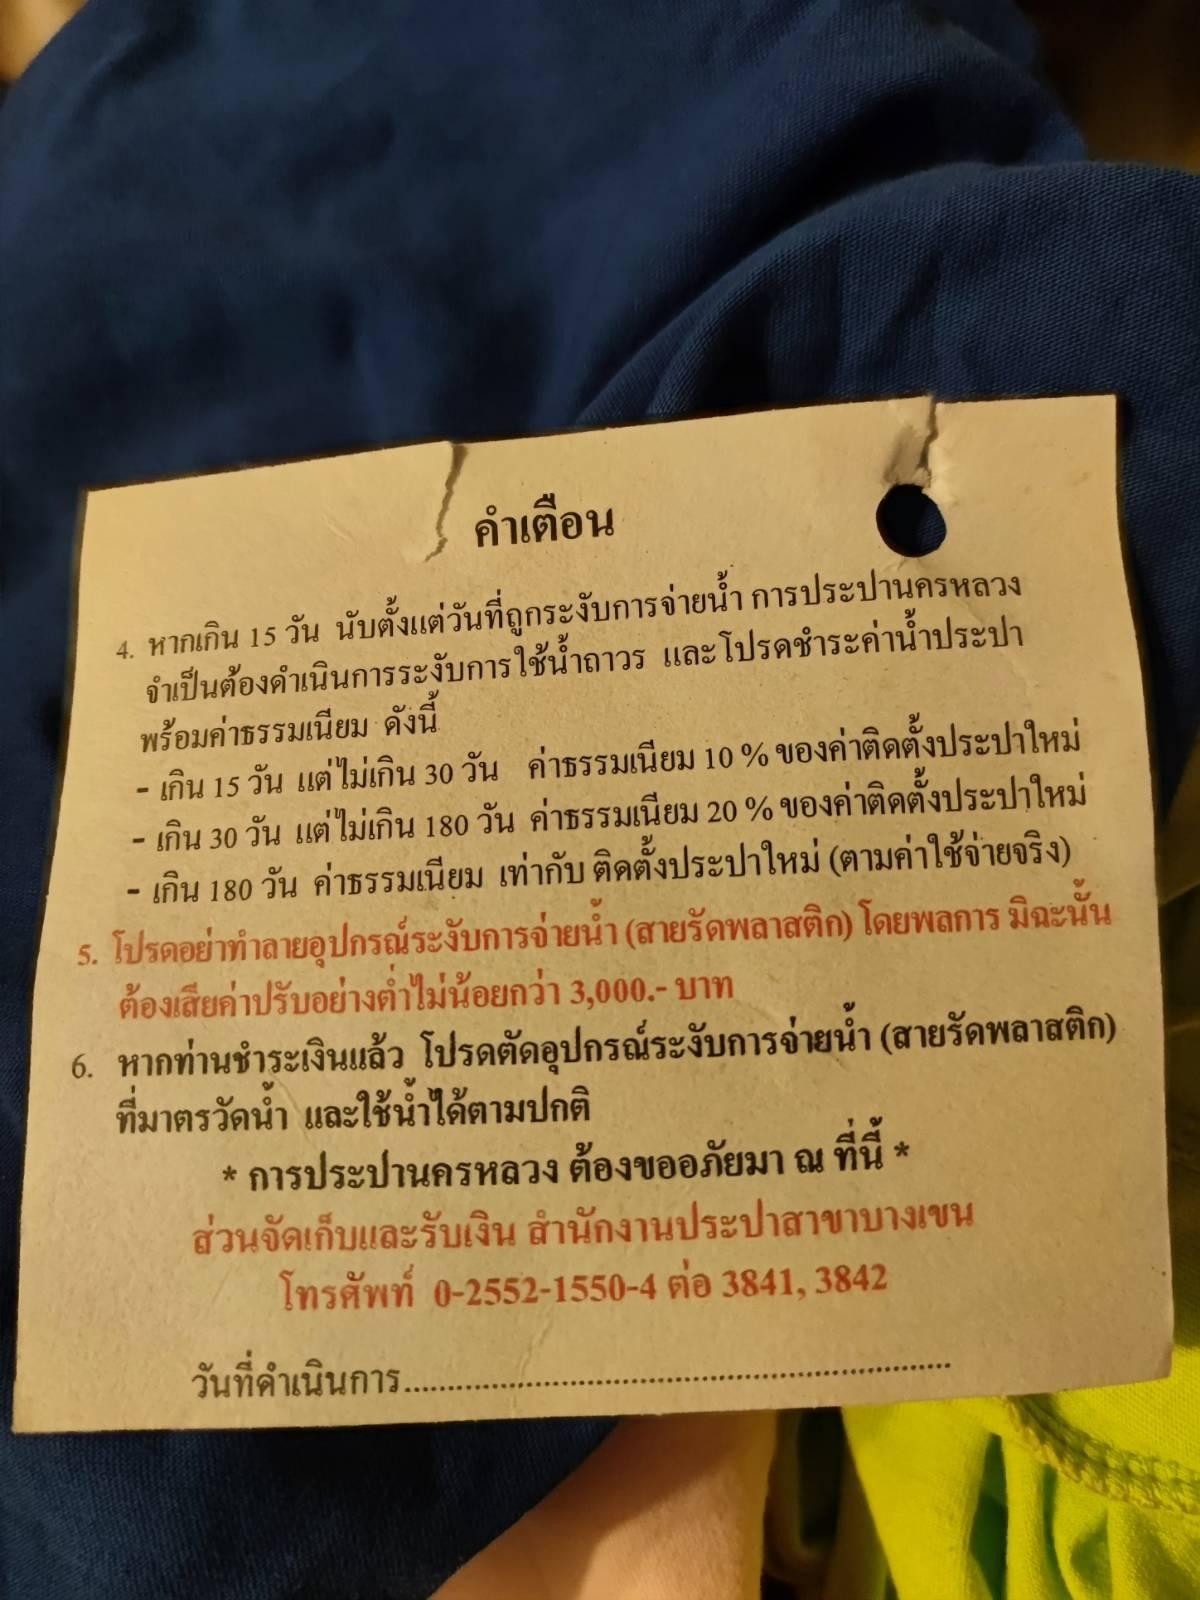 คำเตือน
4. หากเกิน 15 วัน นับตั้งแต่วันที่ถูกระงับการจ่ายน้ำ การประปานครหลวง
จำเป็นต้องดำเนินการระงับการใช้น้ำถาวร และโปรดชำระค่าน้ำประปา
พร้อมค่าธรรมเนียม ดังนี้
- เกิน 15 วัน แต่ไม่เกิน 30 วัน ค่าธรรมเนียม 10 % ของค่าติดตั้งประปาใหม่
- เกิน 30 วัน แต่ไม่เกิน 180 วัน ค่าธรรมเนียม 20 % ของค่าติดตั้งประปาใหม่
- เกิน 180 วัน ค่าธรรมเนียม เท่ากับ ติดตั้งประปาใหม่ (ตามค่าใช้จ่ายจริง)
5. โปรดอย่าทำลายอุปกรณ์ระงับการจ่ายน้ำ (สายรัดพลาสติก) โดยพลการ มิฉะนั้น
ต้องเสียค่าปรับอย่างต่ำไม่น้อยกว่า 3,000.- บาท
6. หากท่านชำระเงินแล้ว โปรดตัดอุปกรณ์ระงับการจ่ายน้ำ (สายรัดพลาสติก)
ที่มาตรวัดน้ำ และใช้น้ำได้ตามปกติ
* การประปานครหลวง ต้องขออภัยมา ณ ที่นี้ *
ส่วนจัดเก็บและรับเงิน สำนักงานประปาสาขาบางเขน
โทรศัพท์ 0-2552-1550-4 ต่อ 3841, 3842
วันที่ดำเนินการ..............................................................